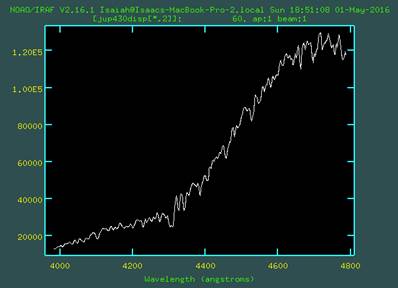 NOAO/IRAF V2.16.1 Isaiah@Isaacs-MacBook-Pro-2.local Sun 18:51:08 01-May-2016
[jup430disp[*,2]]: 60. ap:1 beam:1
1.20E5
1.00E5
80000
60000
40000
20000
4000 4200 4400 4600 4800
Wavelength (angstroms)